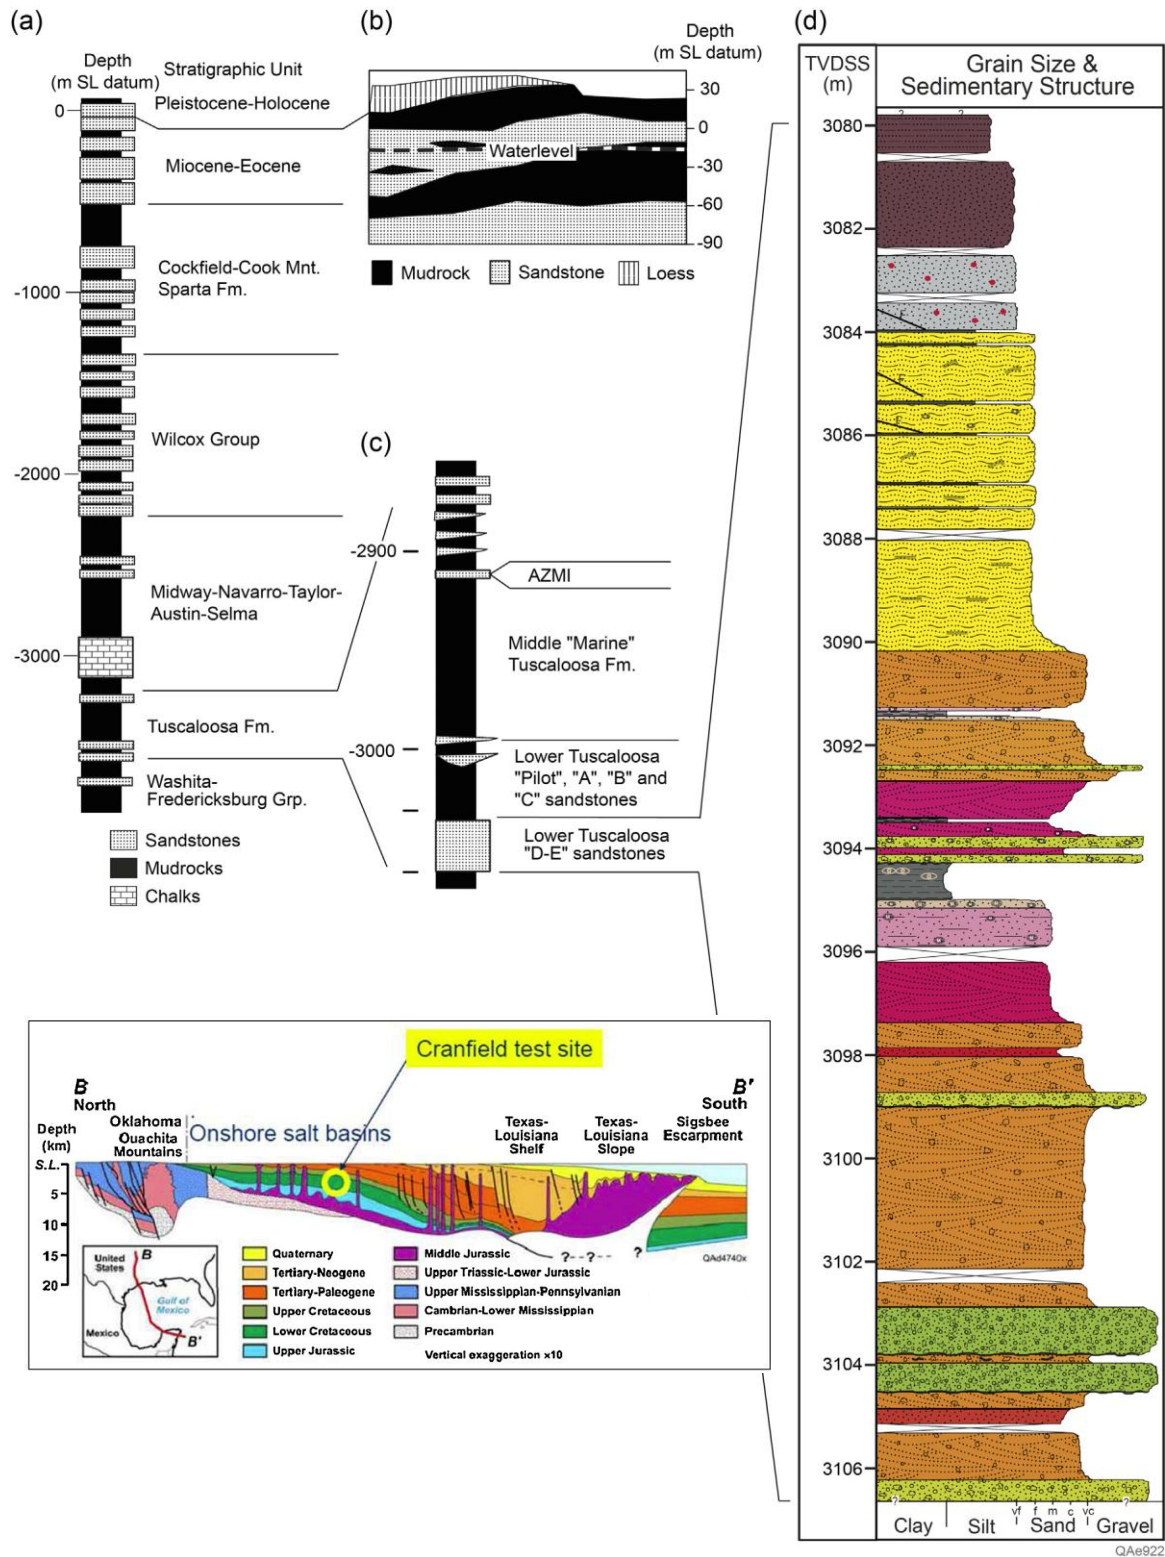 (a)
Depth
(m SL datum)
Stratigraphic Unit
0
Pleistocene-Holocene
Miocene-Eocene
-1000
Cockfield-Cook Mnt.
Sparta Fm.
Wilcox Group
-2000
Midway-Navarro-Taylor-
Austin-Selma
-3000
Tuscaloosa Fm.
Washita-
Fredericksburg Grp.
Sandstones
Mudrocks
Chalks
(b)
Depth
(m SL datum)
30
0
Waterlevel
-30
-60
-90
Mudrock
Sandstone
Loess
(c)
-2900
AZMI
Middle "Marine"
Tuscaloosa Fm.
-3000
Lower Tuscaloosa
"Pilot", "A", "B" and
"C" sandstones
Lower Tuscaloosa
"D-E" sandstones
(d)
TVDSS
(m)
Grain Size &
Sedimentary Structure
? ?
3080
3082
3084
F
F
F
3086
3088
3090
3092
3094
3096
3098
3100
3102
3104
3106
? ?
vf f m c vc
Clay Silt Sand Gravel
QAe922
Cranfield test site
B
North
B'
South
Depth
(km)
Oklahoma
Ouachita
Mountains
Onshore salt basins
Texas-
Louisiana
Shelf
Texas-
Louisiana
Slope
Sigsbee
Escarpment
S.L.
5
10
15
20
?--?-- ?
QAd4740x
United
States
B
Gulf of
Mexico
Mexico
B'
Quaternary
Tertiary-Neogene
Tertiary-Paleogene
Upper Cretaceous
Lower Cretaceous
Upper Jurassic
Middle Jurassic
Upper Triassic-Lower Jurassic
Upper Mississippian-Pennsylvanian
Cambrian-Lower Mississippian
Precambrian
Vertical exaggeration ×10